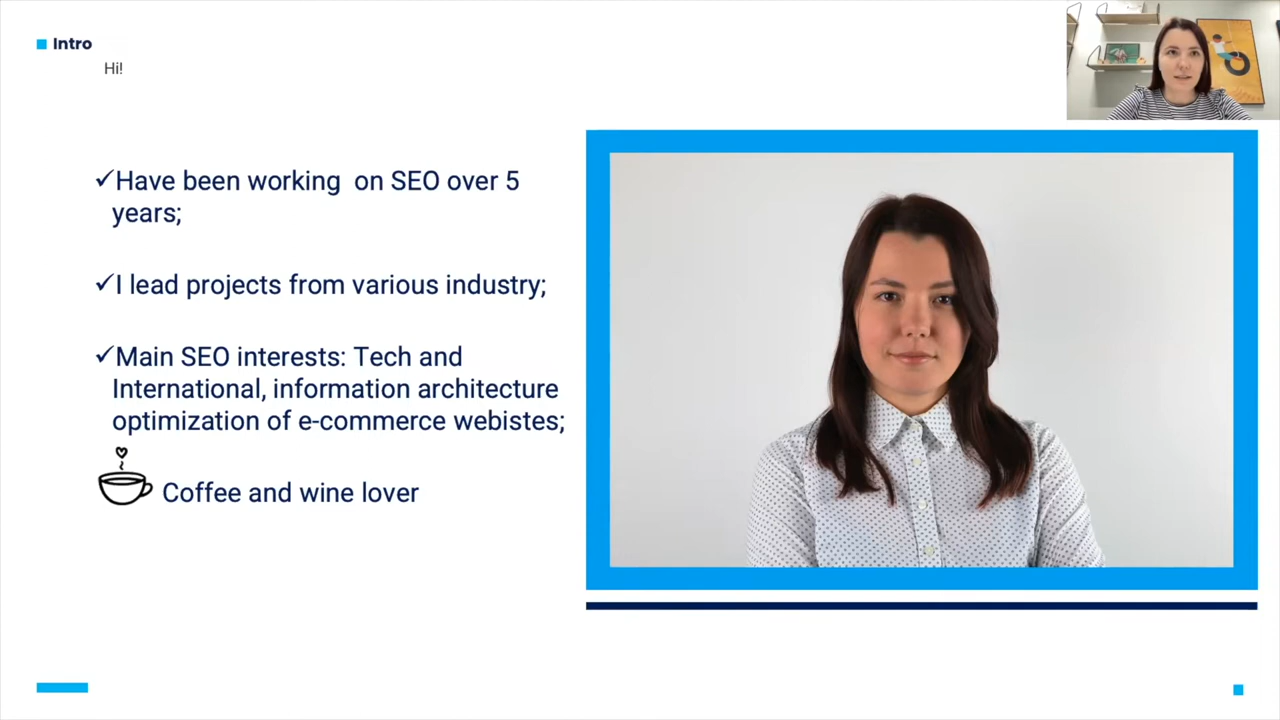 Intro
Hi!
✓Have been working  on SEO over 5
years;
✓I lead projects from various industry;
✓Main SEO interests: Tech and
International, information architecture
optimization of e-commerce webistes;
Coffee and wine lover